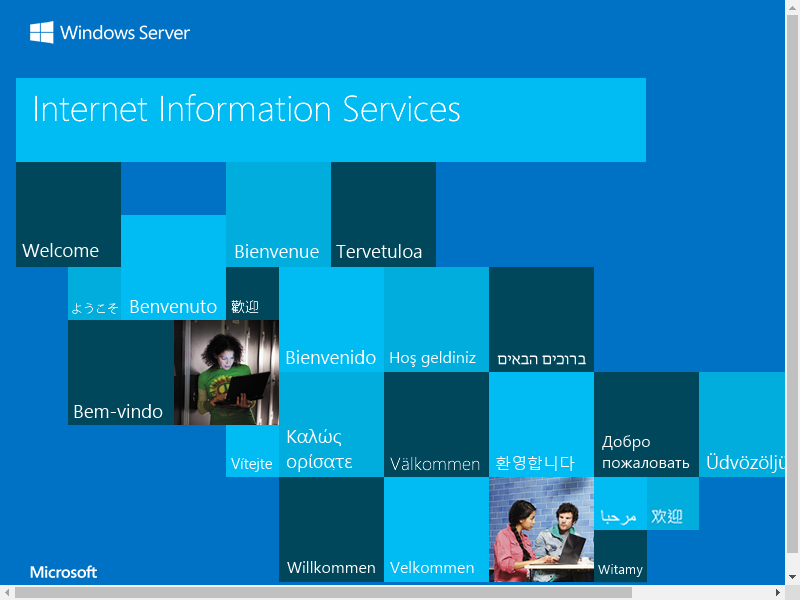 Windows Server
Internet Information Services
Welcome
Bienvenue
Tervetuloa
ようこそ
Benvenuto
歡迎
Bienvenido
Hoş geldiniz
ברוכים הבאים
Bem-vindo
Vítejte
Καλώς
ορίσατε
Välkommen
환영합니다
Добро
пожаловать
Üdvözöljü
Willkommen
Velkommen
مرحبا
欢迎
Witamy
Microsoft